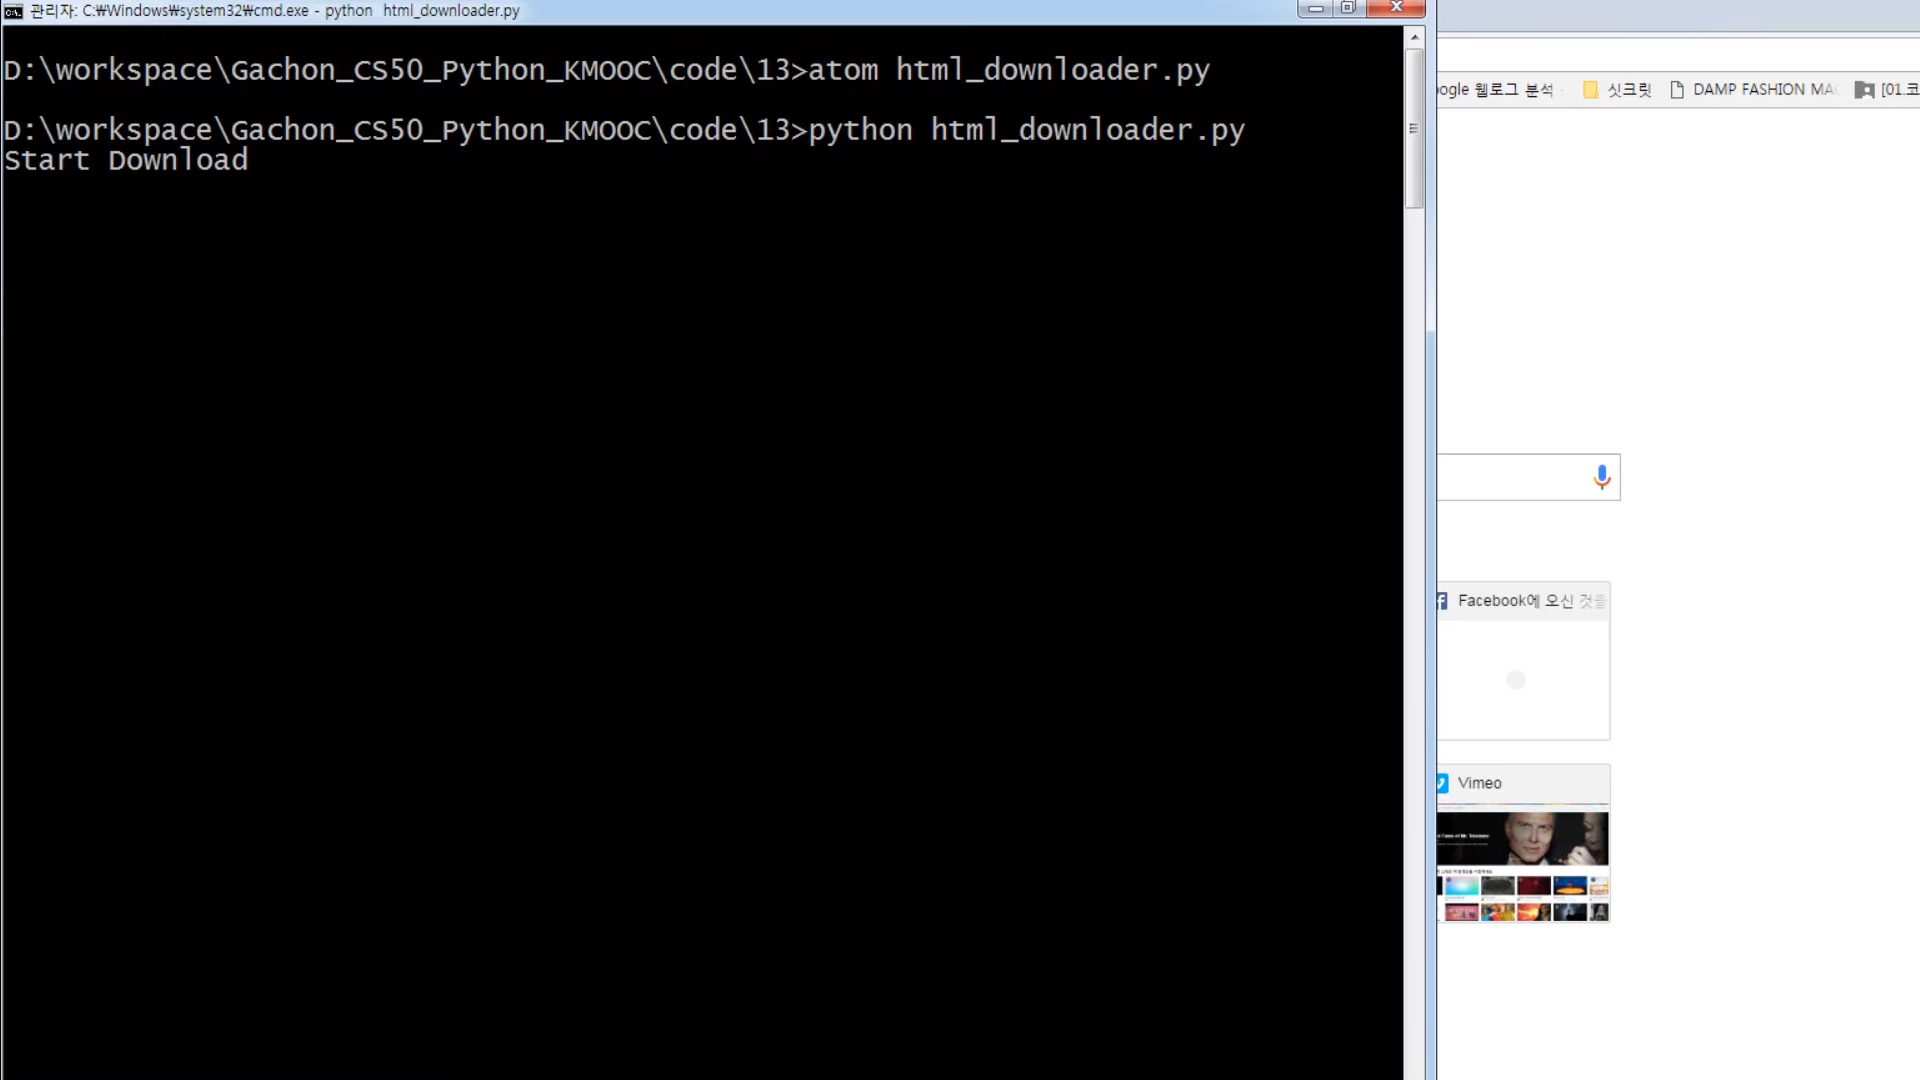 관리자: C:₩Windows₩system32₩cmd.exe - python html_downloader.py
D:\workspace\Gachon_CS50_Python_KMOOC\code\13>atom html_downloader.py
D:\workspace\Gachon_CS50_Python_KMOOC\code\13>python html_downloader.py
Start Download
oogle 웹로그 분석
싯크릿
DAMP FASHION MA
[01.코
Facebook에 오신 것을
Vimeo